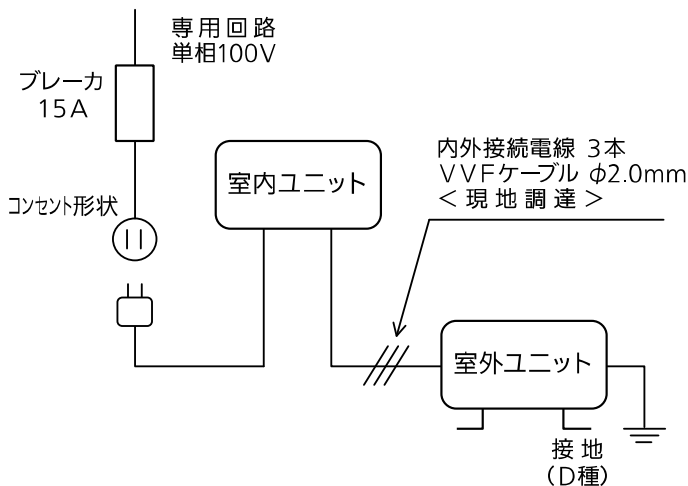 専用回路
単相100V
ブレーカ
15A
コンセント形状
室内ユニット
内外接続電線 3本
VVFケーブル φ2.0mm
<現地調達>
室外ユニット
接地
(D種)